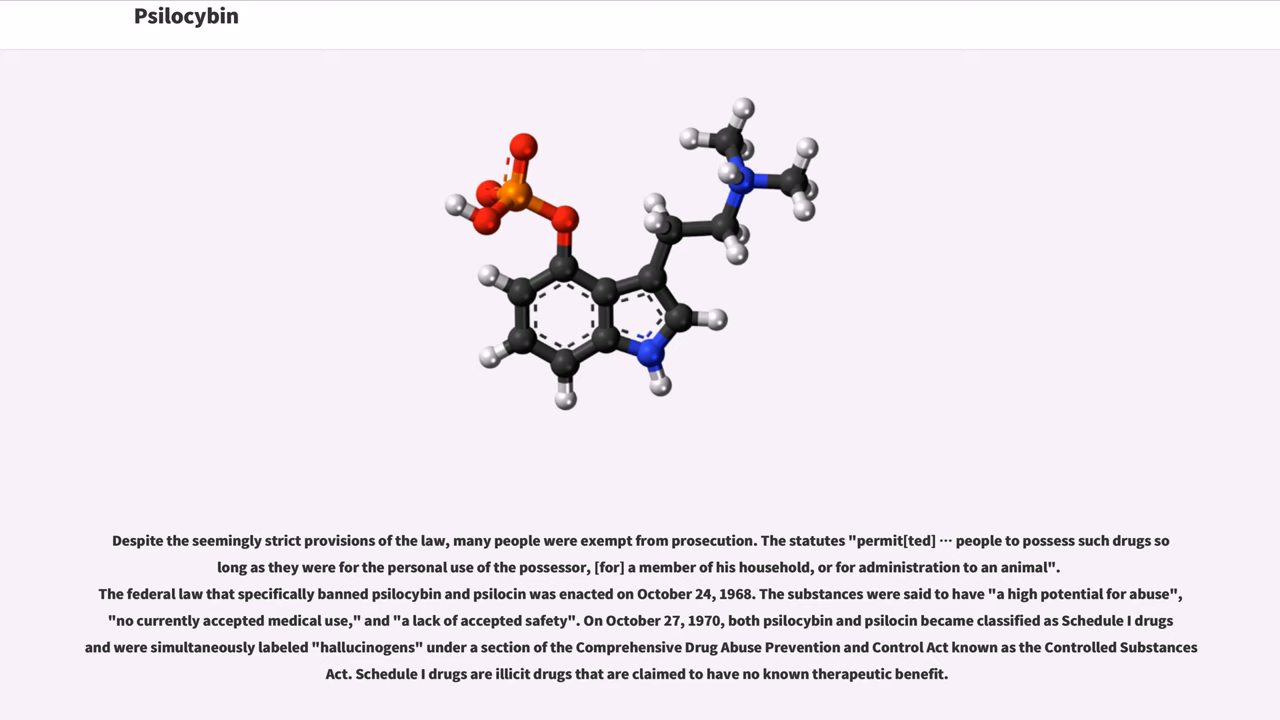 Psilocybin
Despite the seemingly strict provisions of the law, many people were exempt from prosecution. The statutes "permit[ted] ··· people to possess such drugs so
long as they were for the personal use of the possessor, [for] a member of his household, or for administration to an animal".
The federal law that specifically banned psilocybin and psilocin was enacted on October 24, 1968. The substances were said to have "a high potential for abuse",
"no currently accepted medical use," and "a lack of accepted safety". On October 27, 1970, both psilocybin and psilocin became classified as Schedule I drugs
and were simultaneously labeled "hallucinogens" under a section of the Comprehensive Drug Abuse Prevention and Control Act known as the Controlled Substances
Act. Schedule I drugs are illicit drugs that are claimed to have no known therapeutic benefit.